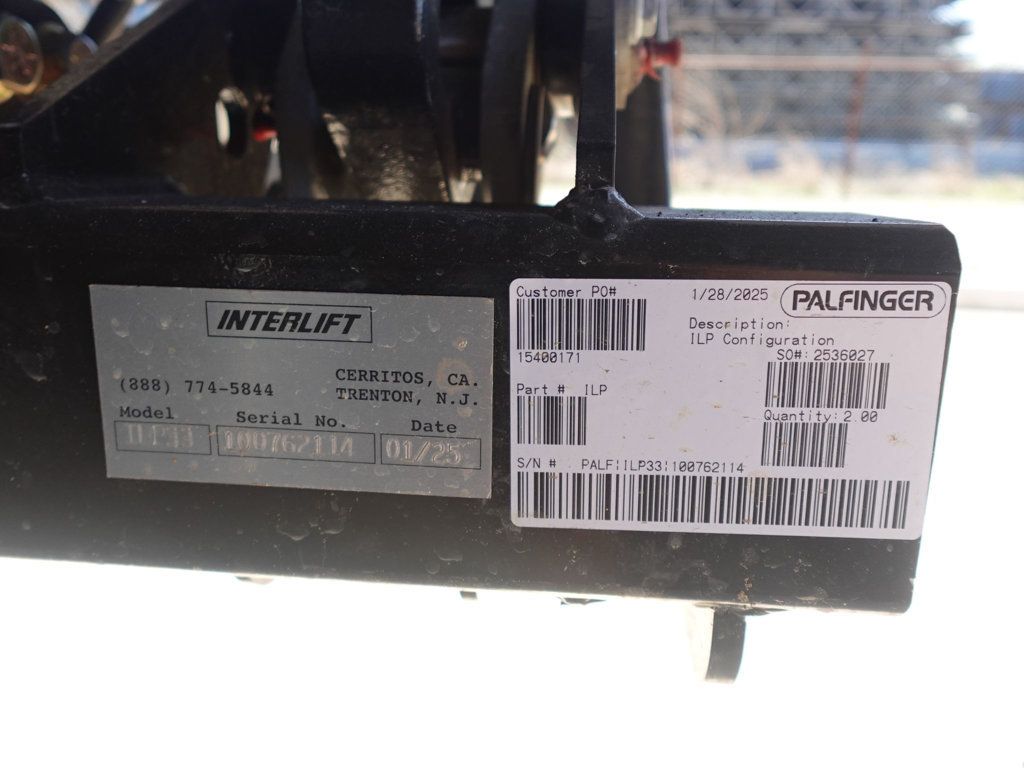 INTERLIFT
(888) 774-5844
CERRITOS, CA.
TRENTON, N.J.
Model Serial No. Date
ILP33 100762114 01/25
Customer PO#
1/28/2025 PALFINGER
Description:
ILP Configuration
15400171
SO#: 2536027
Part # ILP
Quantity: 2.00
S/N # PALF|ILP33|100762114